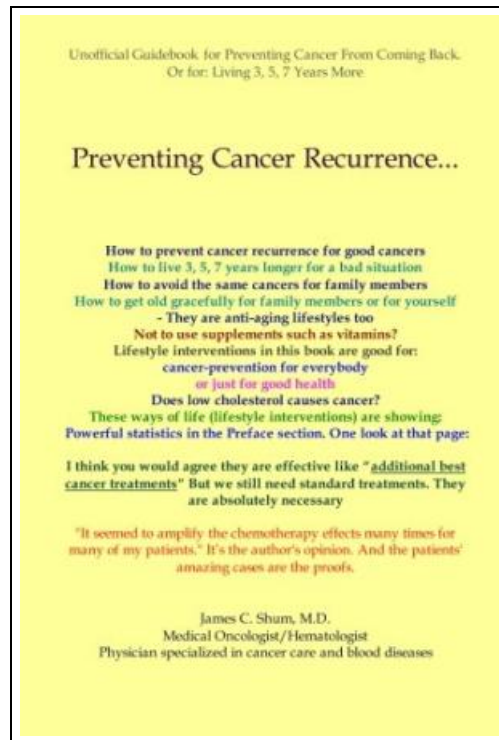 Unofficial Guidebook for Preventing Cancer From Coming Back.
Or for: Living 3, 5, 7 Years More
Preventing Cancer Recurrence...
How to prevent cancer recurrence for good cancers
How to live 3, 5, 7 years longer for a bad situation
How to avoid the same cancers for family members
How to get old gracefully for family members or for yourself
- They are anti-aging lifestyles too
Not to use supplements such as vitamins?
Lifestyle interventions in this book are good for:
cancer-prevention for everybody
or just for good health
Does low cholesterol causes cancer?
These ways of life (lifestyle interventions) are showing:
Powerful statistics in the Preface section. One look at that page:
I think you would agree they are effective like "additional best
cancer treatments" But we still need standard treatments. They
are absolutely necessary
"It seemed to amplify the chemotherapy effects many times for
many of my patients." It's the author's opinion. And the patients'
amazing cases are the proofs.
James C. Shum, M.D.
Medical Oncologist/Hematologist
Physician specialized in cancer care and blood diseases